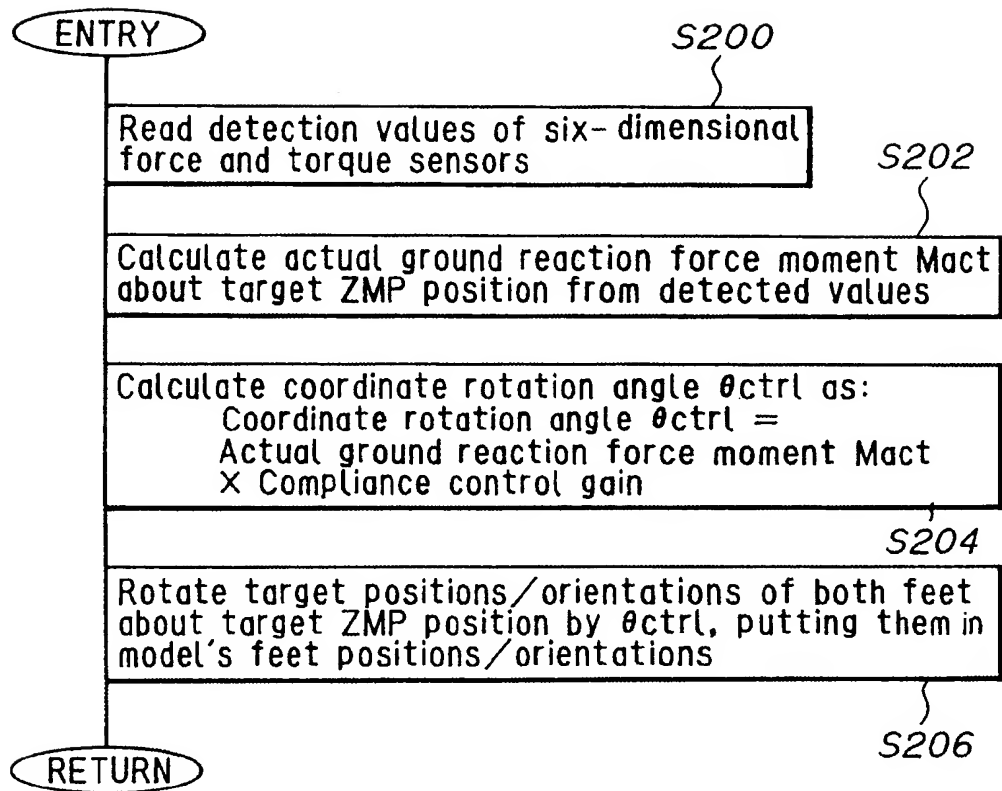 ENTRY
S200
Read detection values of six-dimensional
force and torque sensors
S202
Calculate actual ground reaction force moment Mact
about target ZMP position from detected values
Calculate coordinate rotation angle θctrl as:
Coordinate rotation angle θctrl =
Actual ground reaction force moment Mact
× Compliance control gain
S204
Rotate target positions/orientations of both feet
about target ZMP position by θctrl, putting them in
model's feet positions/orientations
S206
RETURN